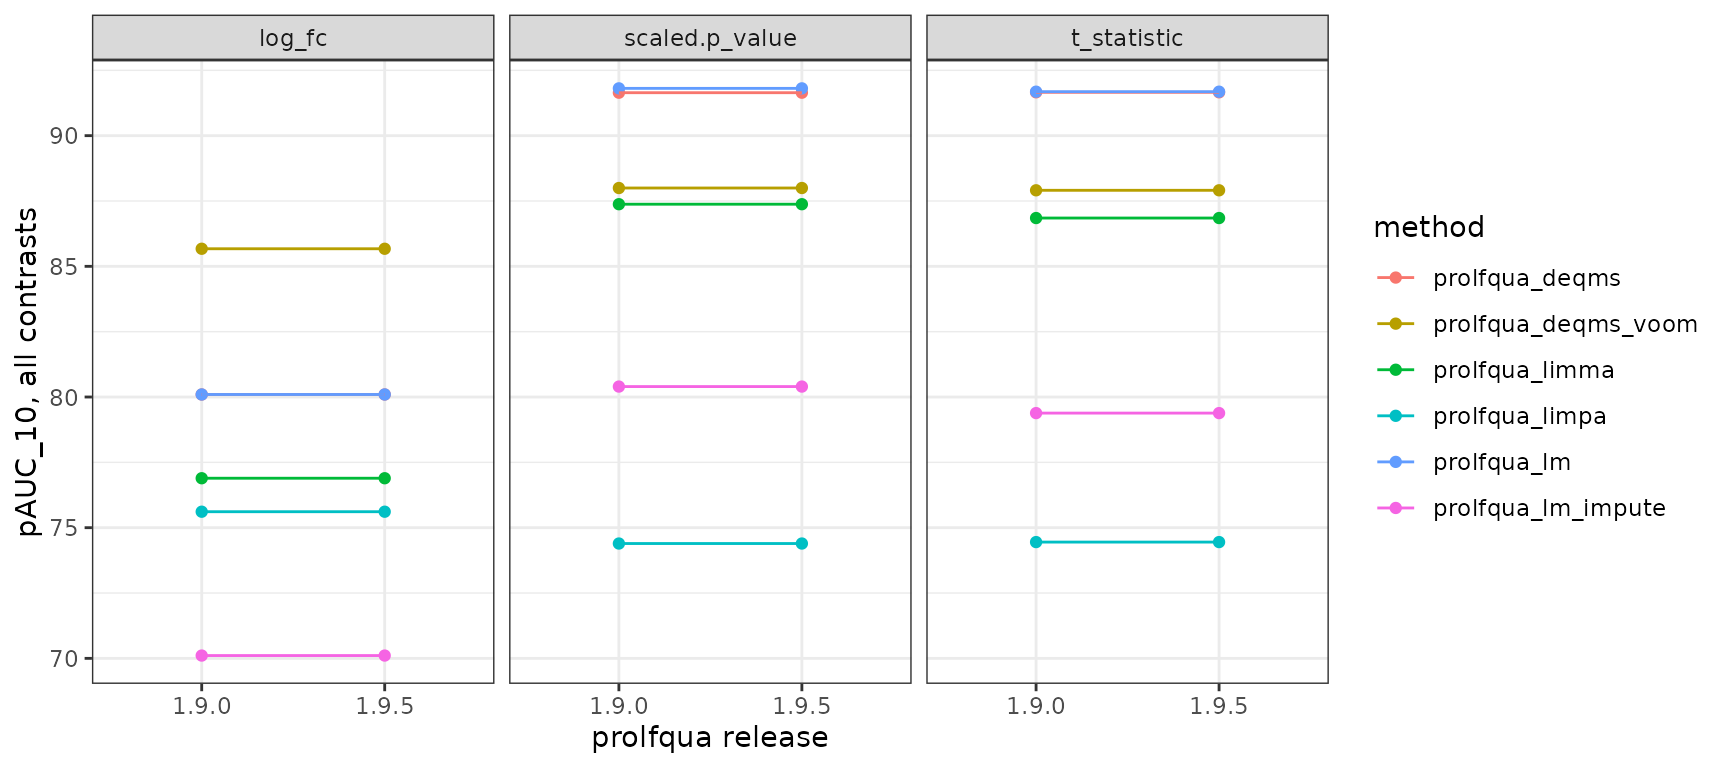 log_fc
scaled.p_value
t_statistic
pAUC_10, all contrasts
90
85
80
75
70
1.9.0
1.9.5
1.9.0
1.9.5
1.9.0
1.9.5
prolfqua release
method
prolfqua_deqms
prolfqua_deqms_voom
prolfqua_limma
prolfqua_limpa
prolfqua_lm
prolfqua_lm_impute